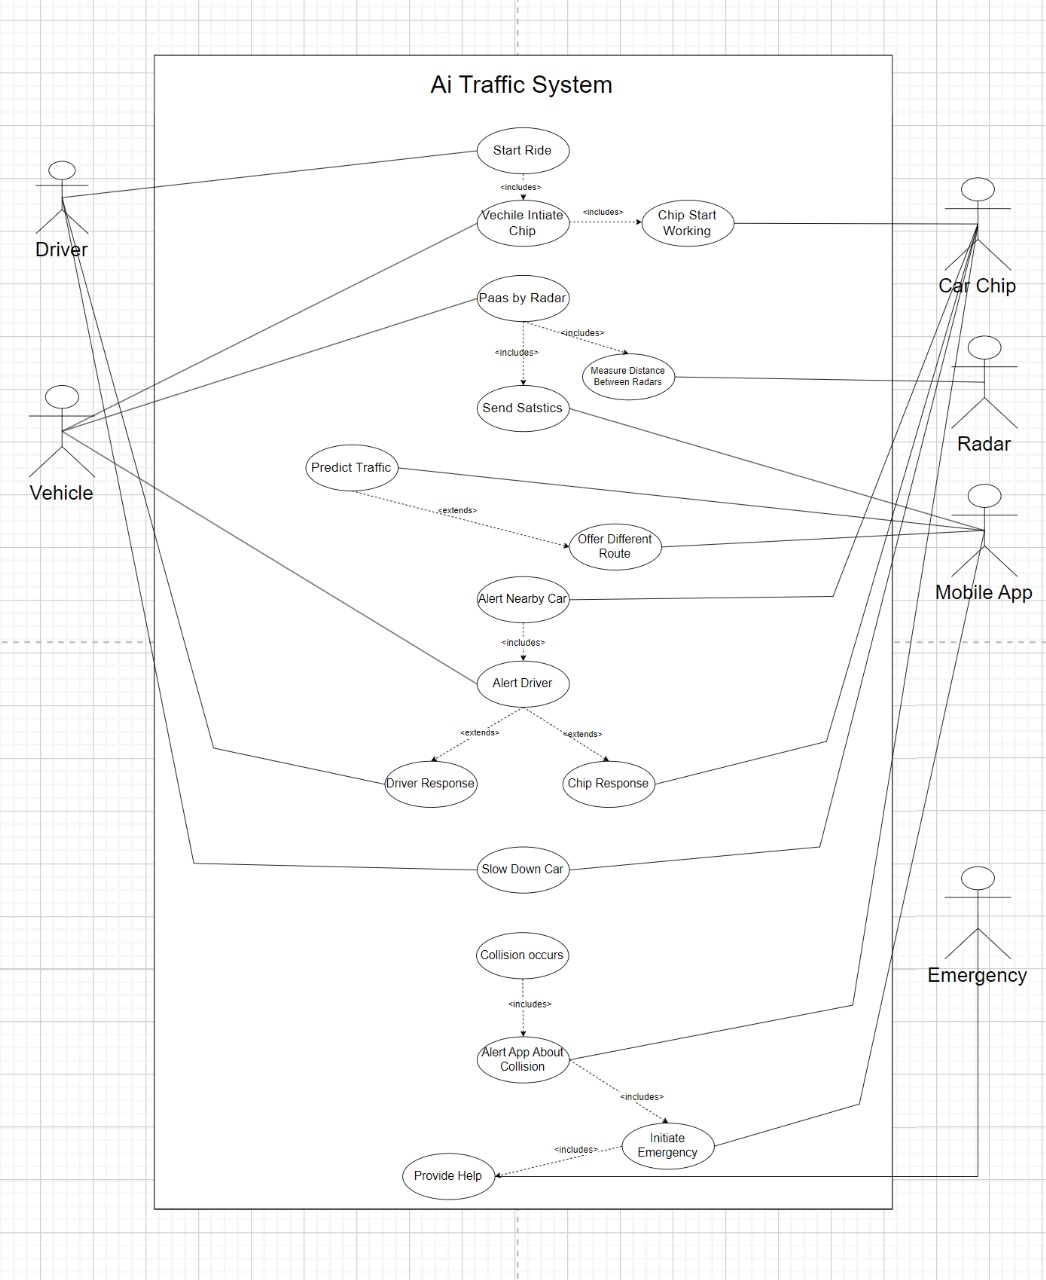 Ai Traffic System
Start Ride
<includes>
Driver
Vechile Intiate
Chip
<includes>
Chip Start
Working
Car Chip
Paas by Radar
<includes>
<includes>
Measure Distance
Between Radars
Radar
Send Satstics
Vehicle
Predict Traffic
<extends>
Offer Different
Route
Mobile App
Alert Nearby Car
<includes>
Alert Driver
<extends>
<extends>
Driver Response
Chip Response
Slow Down Car
Collision occurs
Emergency
<includes>
Alert App About
Collision
<includes>
Initiate
Emergency
<includes>
Provide Help